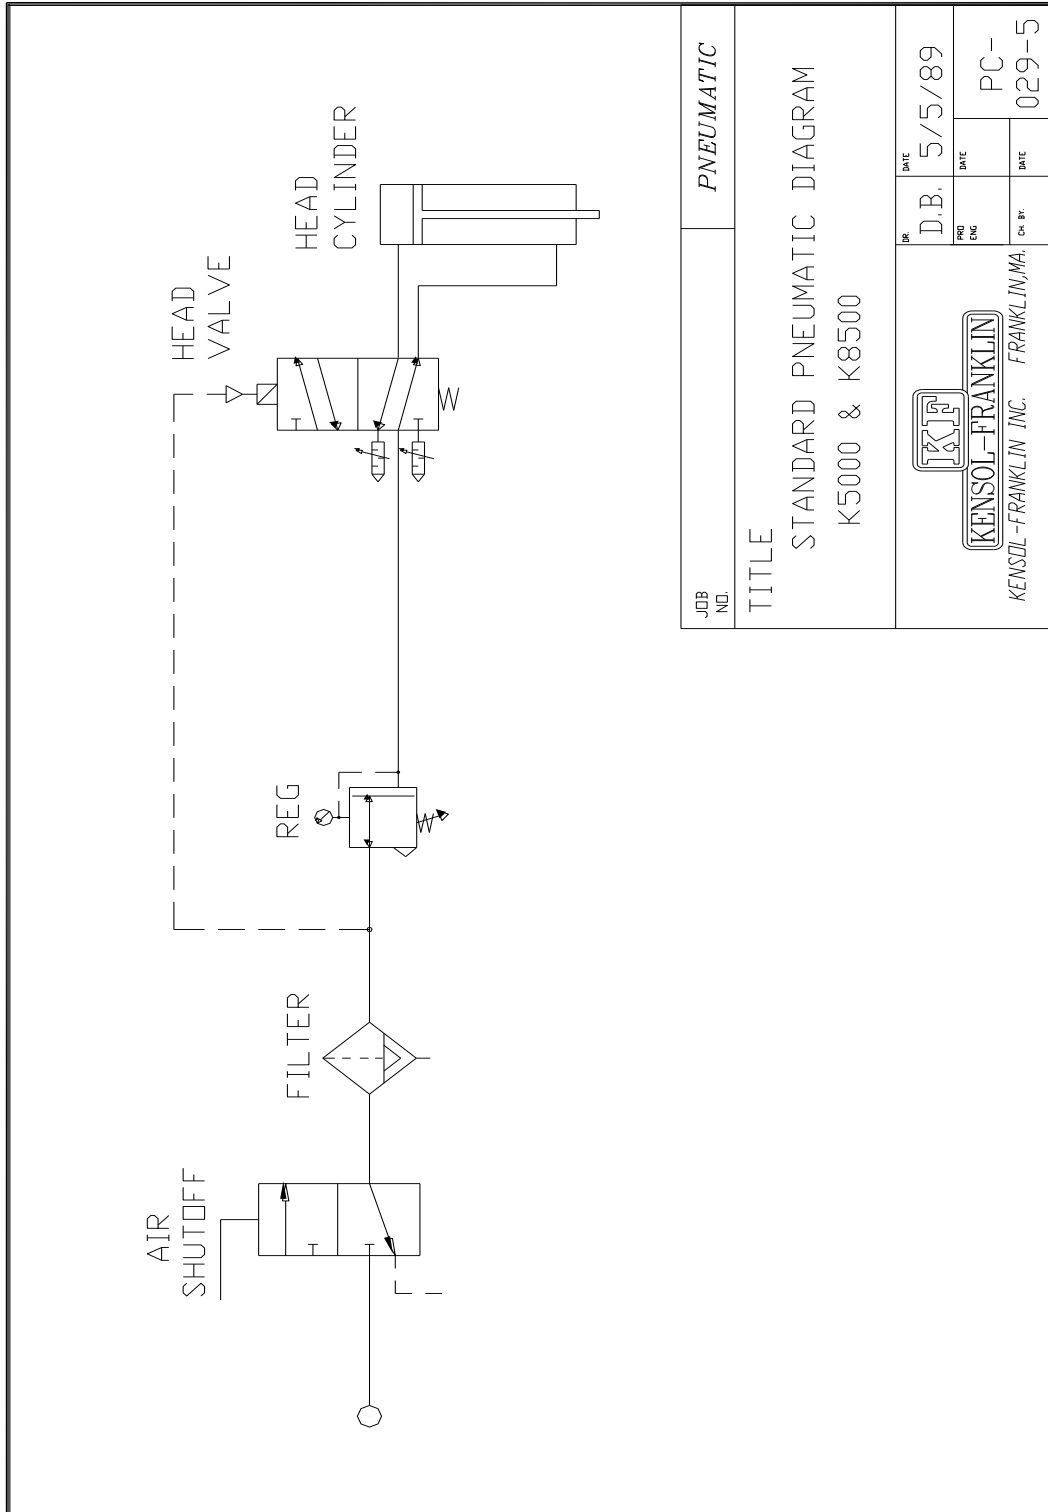 AIR
SHUTOFF
FILTER
REG
HEAD
VALVE
HEAD
CYLINDER
JOB
NO.
PNEUMATIC
TITLE
STANDARD PNEUMATIC DIAGRAM
K5000 & K8500
KF
KENSOL-FRANKLIN
KENSOL-FRANKLIN INC. FRANKLIN,MA.
DR.
D.B.
DATE
5/5/89
PRO
ENG
DATE
CH. BY.
DATE
PC-
029-5